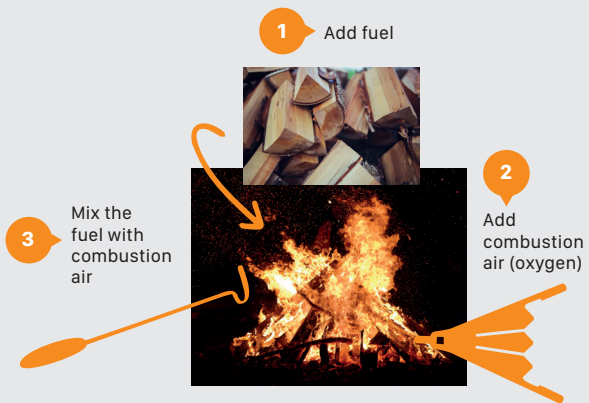 1
Add fuel
2
Add
combustion
air (oxygen)
3
Mix the
fuel with
combustion
air